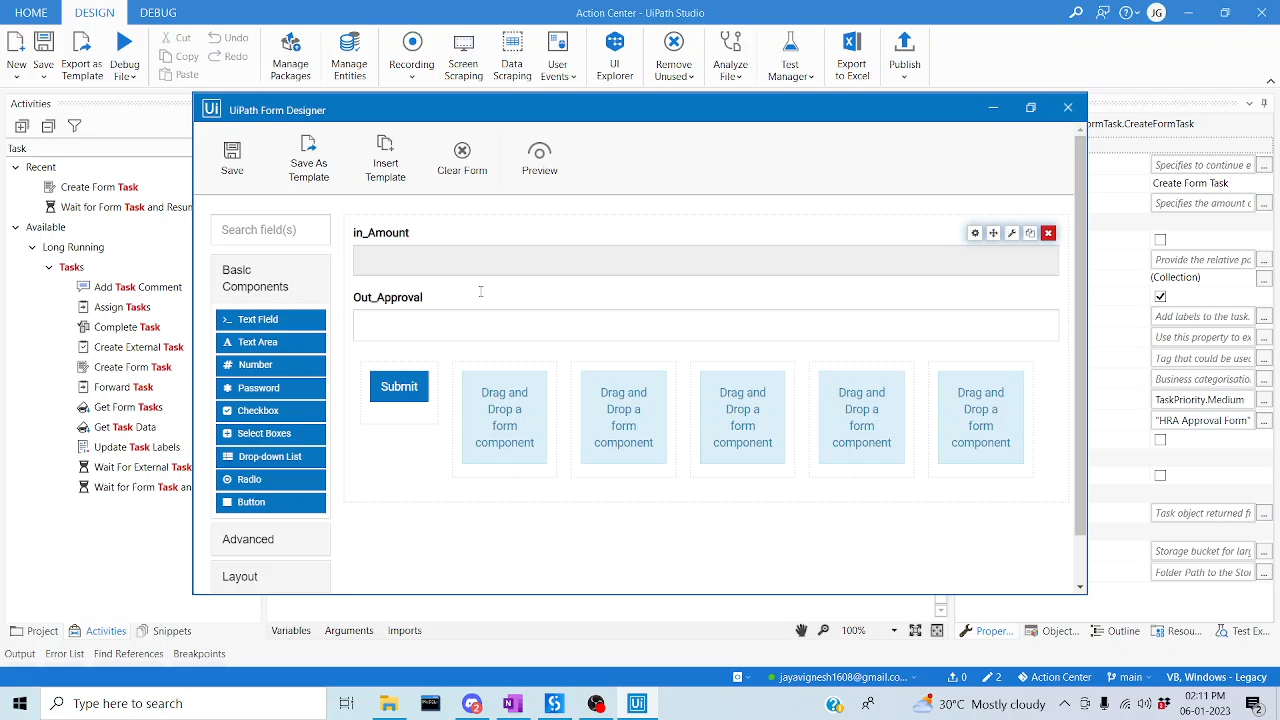 HOME DESIGN DEBUG
Action Center - UiPath Studio
JG
New
Save
Export as Template
Debug File
Cut
Copy
Paste
Undo
Redo
Manage Packages
Manage Entities
Recording
Screen Scraping
Data Scraping
User Events
UI Explorer
Remove Unused
Analyze File
Test Manager
Export to Excel
Publish
Activities
Task
Recent
Create Form Task
Wait for Form Task and Resun
Available
Long Running
Tasks
Add Task Comment
Assign Tasks
Complete Task
Create External Task
Create Form Task
Forward Task
Get Form Tasks
Get Task Data
Update Task Labels
Wait For External Task
Wait for Form Task an
Ui UiPath Form Designer
Save
Save As Template
Insert Template
Clear Form
Preview
Search field(s)
Basic Components
Text Field
Text Area
Number
Password
Checkbox
Select Boxes
Drop-down List
Radio
Button
Advanced
Layout
in_Amount
Out_Approval
Submit
Drag and Drop a form component
Drag and Drop a form component
Drag and Drop a form component
Drag and Drop a form component
Drag and Drop a form component
ormTask.CreateFormTask
Specifies to continue e
Create Form Task
Specifies the amount o
Provide the relative pa
(Collection)
Add labels to the task.
Use this property to ex
Tag that could be used
Business categorisatio
TaskPriority.Medium
"HRA Approval Form"
Task object returned fr
Storage bucket for larg
Folder Path to the Stor
Project Activities Snippets
Variables Arguments Imports
100%
Proper... Object... Outline Resou... Test Ex...
Output Error List Find References Breakpoints
jayavignesh1608@gmail.co... 0 2 main Action Center VB, Windows - Legacy
Type here to search
30°C Mostly cloudy
02:11 PM
06-01-2023
2